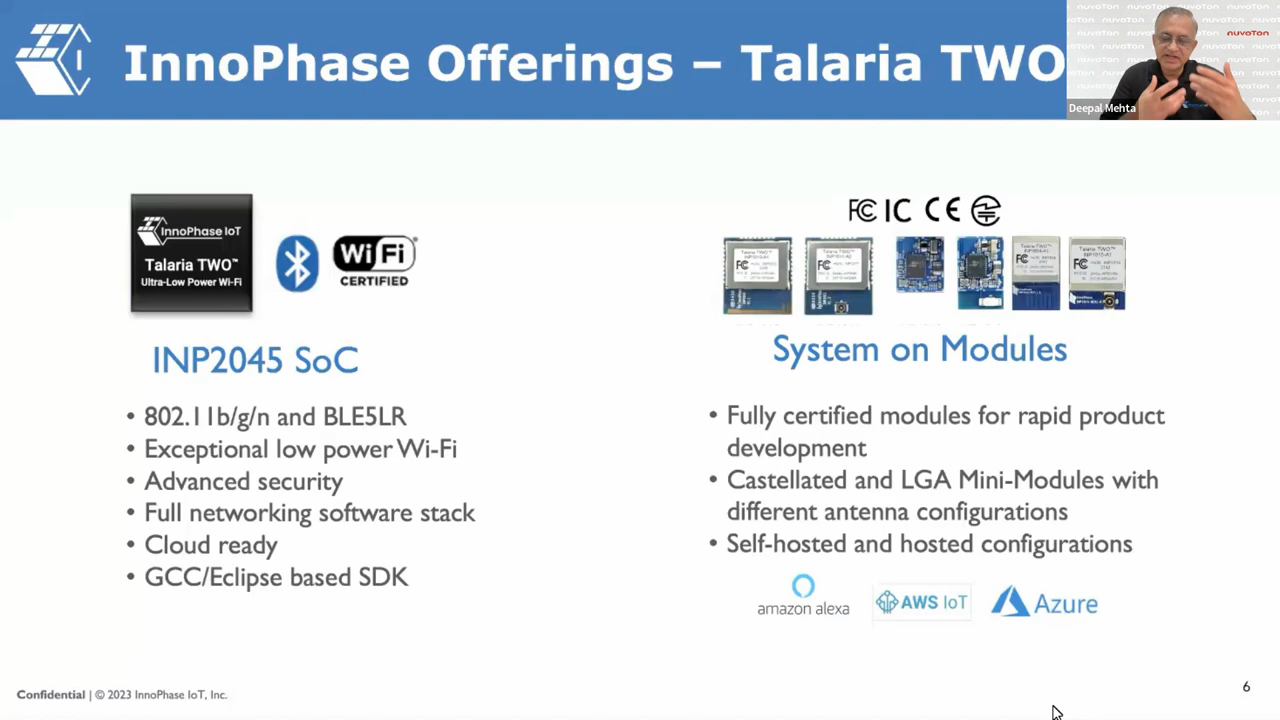 InnoPhase Offerings – Talaria TWO
nuvoTon
Deepal Mehta
InnoPhase IoT
Talaria TWO™
Ultra-Low Power Wi-Fi
Wi Fi
CERTIFIED
INP2045 SoC
• 802.11b/g/n and BLE5LR
• Exceptional low power Wi-Fi
• Advanced security
• Full networking software stack
• Cloud ready
• GCC/Eclipse based SDK
FC IC CE
System on Modules
• Fully certified modules for rapid product
development
• Castellated and LGA Mini-Modules with
different antenna configurations
• Self-hosted and hosted configurations
amazon alexa
AWS IoT
Azure
Confidential | © 2023 InnoPhase IoT, Inc.
6